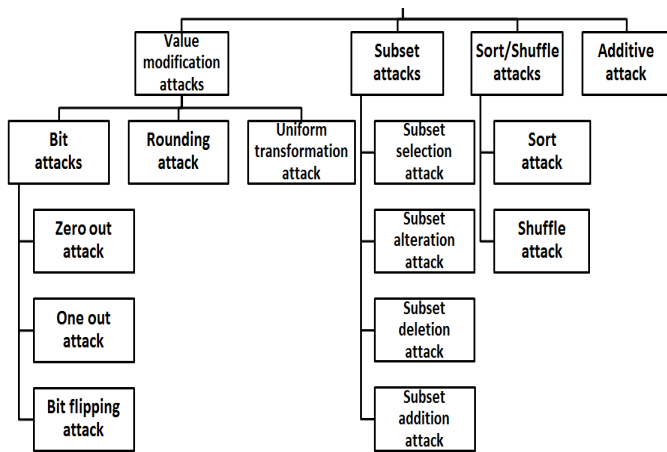 Value
modification
attacks
Subset
attacks
Sort/Shuffle
attacks
Additive
attack
Bit
attacks
Rounding
attack
Uniform
transformation
attack
Subset
selection
attack
Sort
attack
Zero out
attack
Subset
alteration
attack
Shuffle
attack
One out
attack
Subset
deletion
attack
Bit flipping
attack
Subset
addition
attack